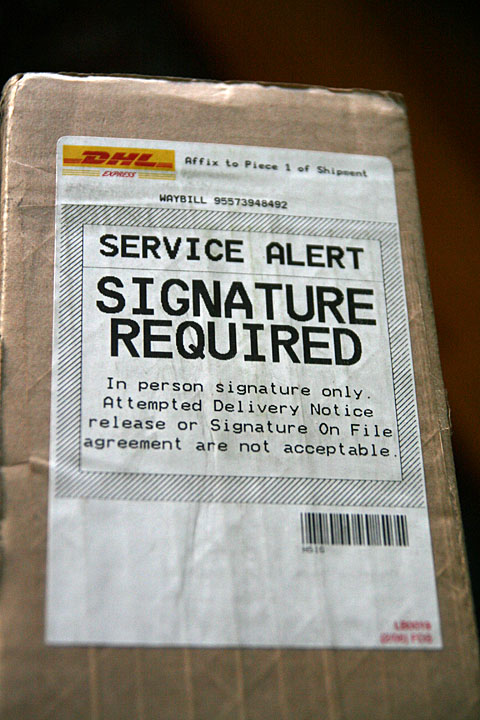 DHL
EXPRESS
Affix to Piece 1 of Shipment
WAYBILL 95573948492
SERVICE ALERT
SIGNATURE
REQUIRED
In person signature only.
Attempted Delivery Notice
release or Signature On File
agreement are not acceptable.
HSIG